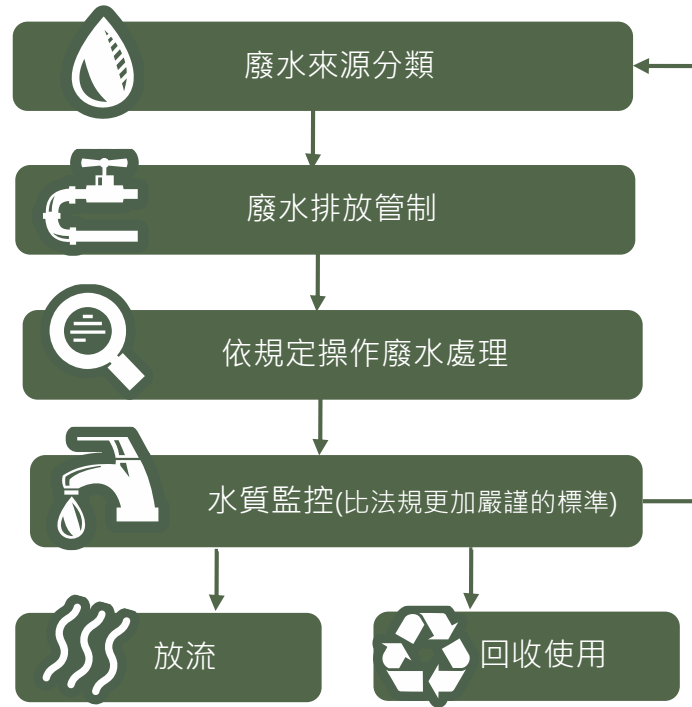 廢水來源分類
廢水排放管制
依規定操作廢水處理
水質監控(比法規更加嚴謹的標準)
放流
回收使用